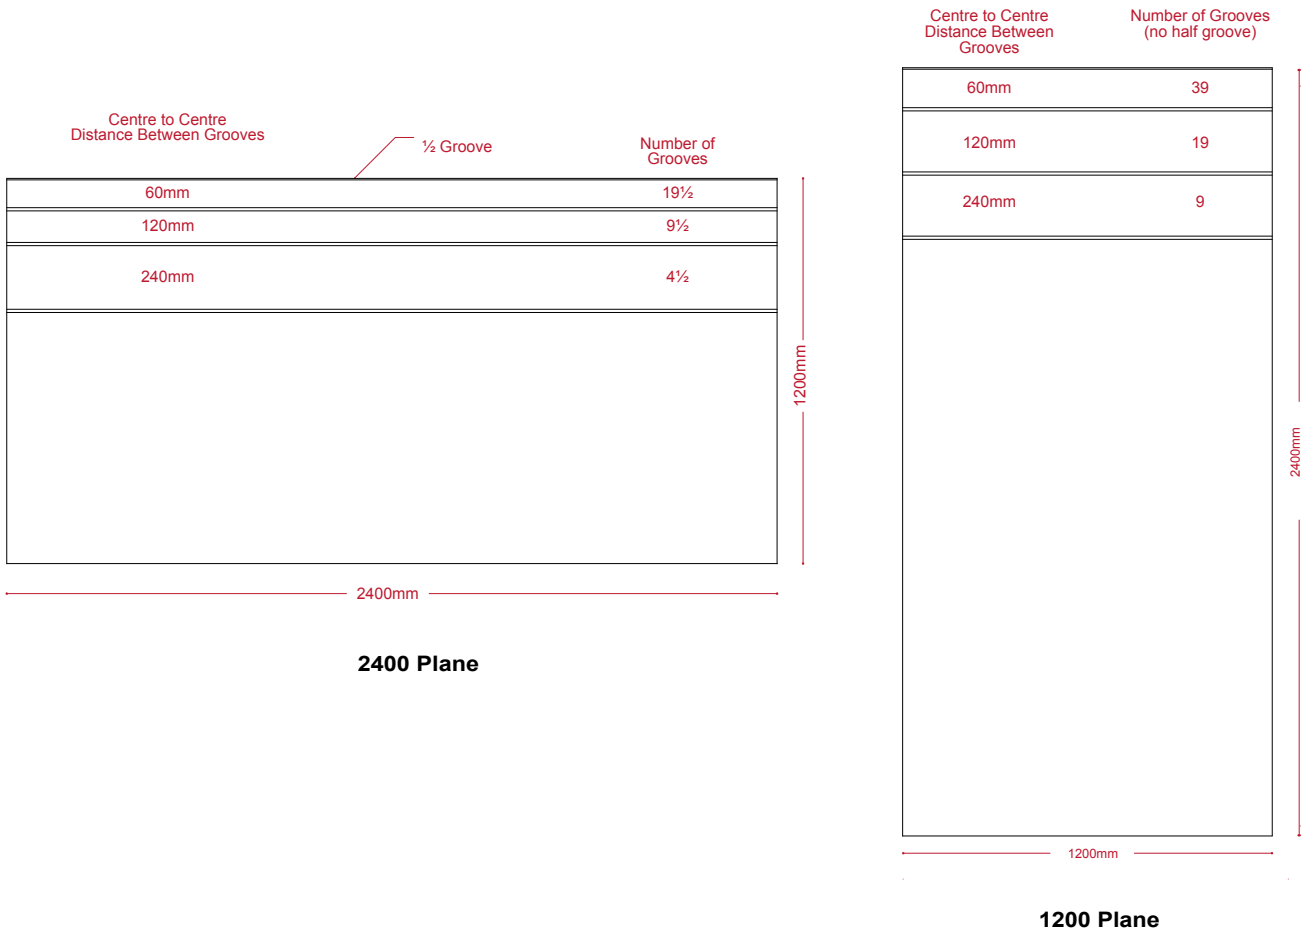 Centre to Centre
Distance Between Grooves
½ Groove
Number of
Grooves
60mm
19½
120mm
9½
240mm
4½
1200mm
2400mm
2400 Plane
Centre to Centre
Distance Between
Grooves
Number of Grooves
(no half groove)
60mm
39
120mm
19
240mm
9
2400mm
1200mm
1200 Plane